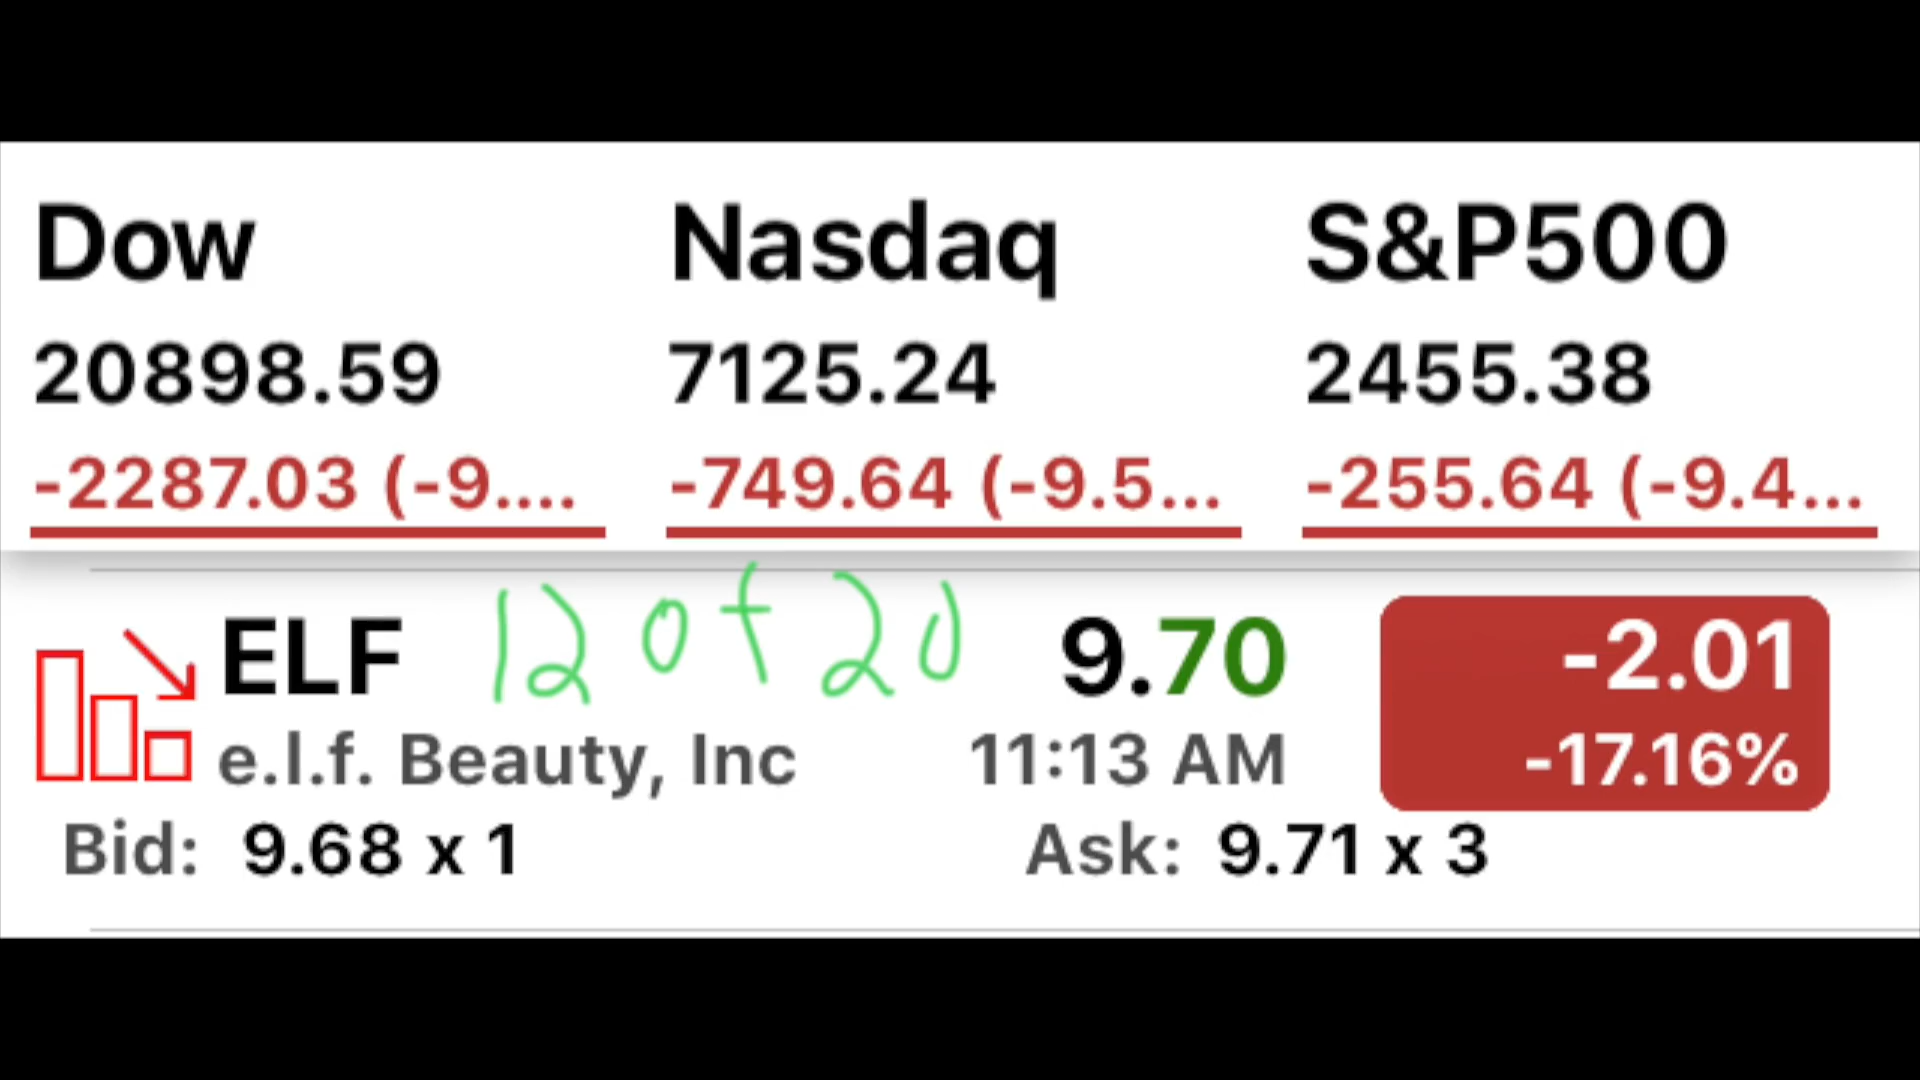 Dow Nasdaq S&P500
20898.59 7125.24 2455.38
-2287.03 (-9.... -749.64 (-9.5... -255.64 (-9.4...
ELF 12 of 20 9.70 -2.01
e.l.f. Beauty, Inc 11:13 AM -17.16%
Bid: 9.68 x 1 Ask: 9.71 x 3